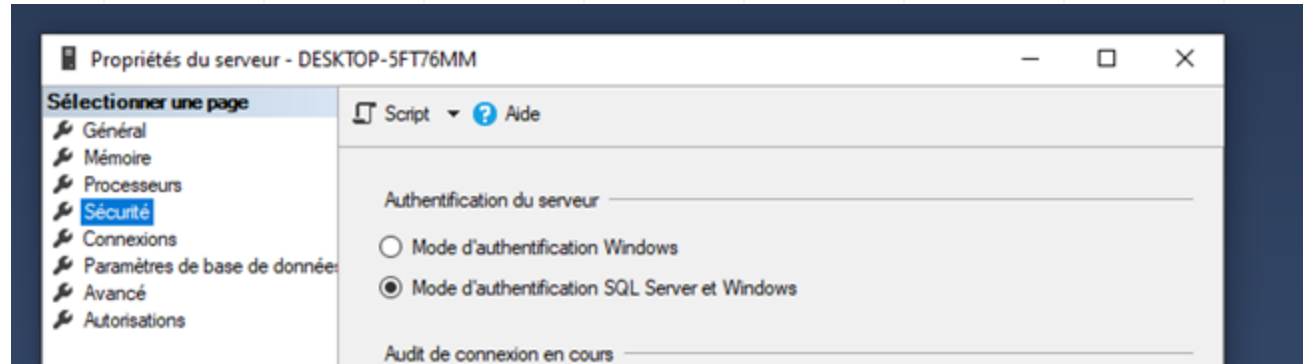 Propriétés du serveur - DESKTOP-5FT76MM
Sélectionner une page
Général
Mémoire
Processeurs
Sécurité
Connexions
Paramètres de base de données
Avancé
Autorisations
Script
Aide
Authentification du serveur
Mode d'authentification Windows
Mode d'authentification SQL Server et Windows
Audit de connexion en cours